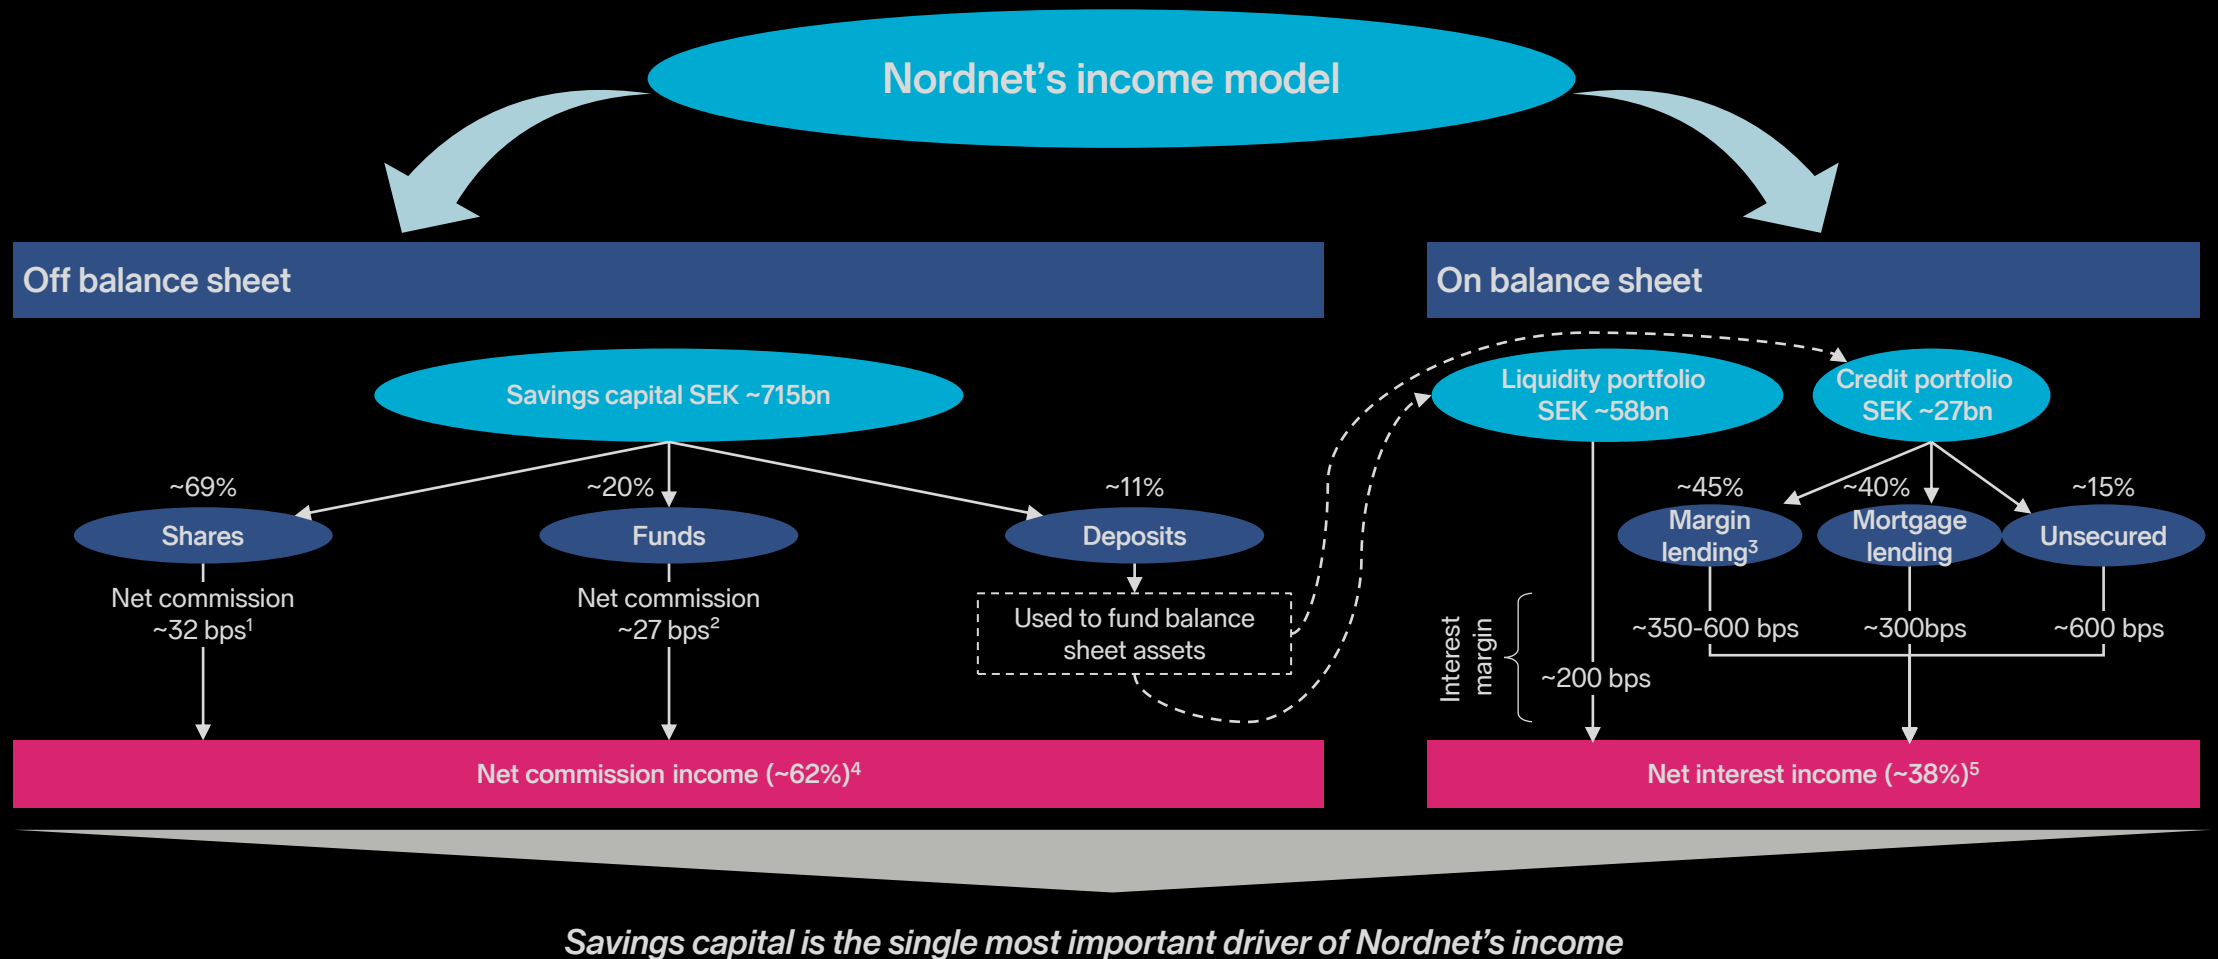 Nordnet's income model
Off balance sheet
On balance sheet
Savings capital SEK ~715bn
Liquidity portfolio
SEK ~58bn
Credit portfolio
SEK ~27bn
~69%
~20%
~11%
~45%
~40%
~15%
Shares
Funds
Deposits
Margin
lending³
Mortgage
lending
Unsecured
Net commission
~32 bps¹
Net commission
~27 bps²
Used to fund balance
sheet assets
Interest
margin
~200 bps
~350-600 bps
~300bps
~600 bps
Net commission income (~62%)⁴
Net interest income (~38%)⁵
Savings capital is the single most important driver of Nordnet's income